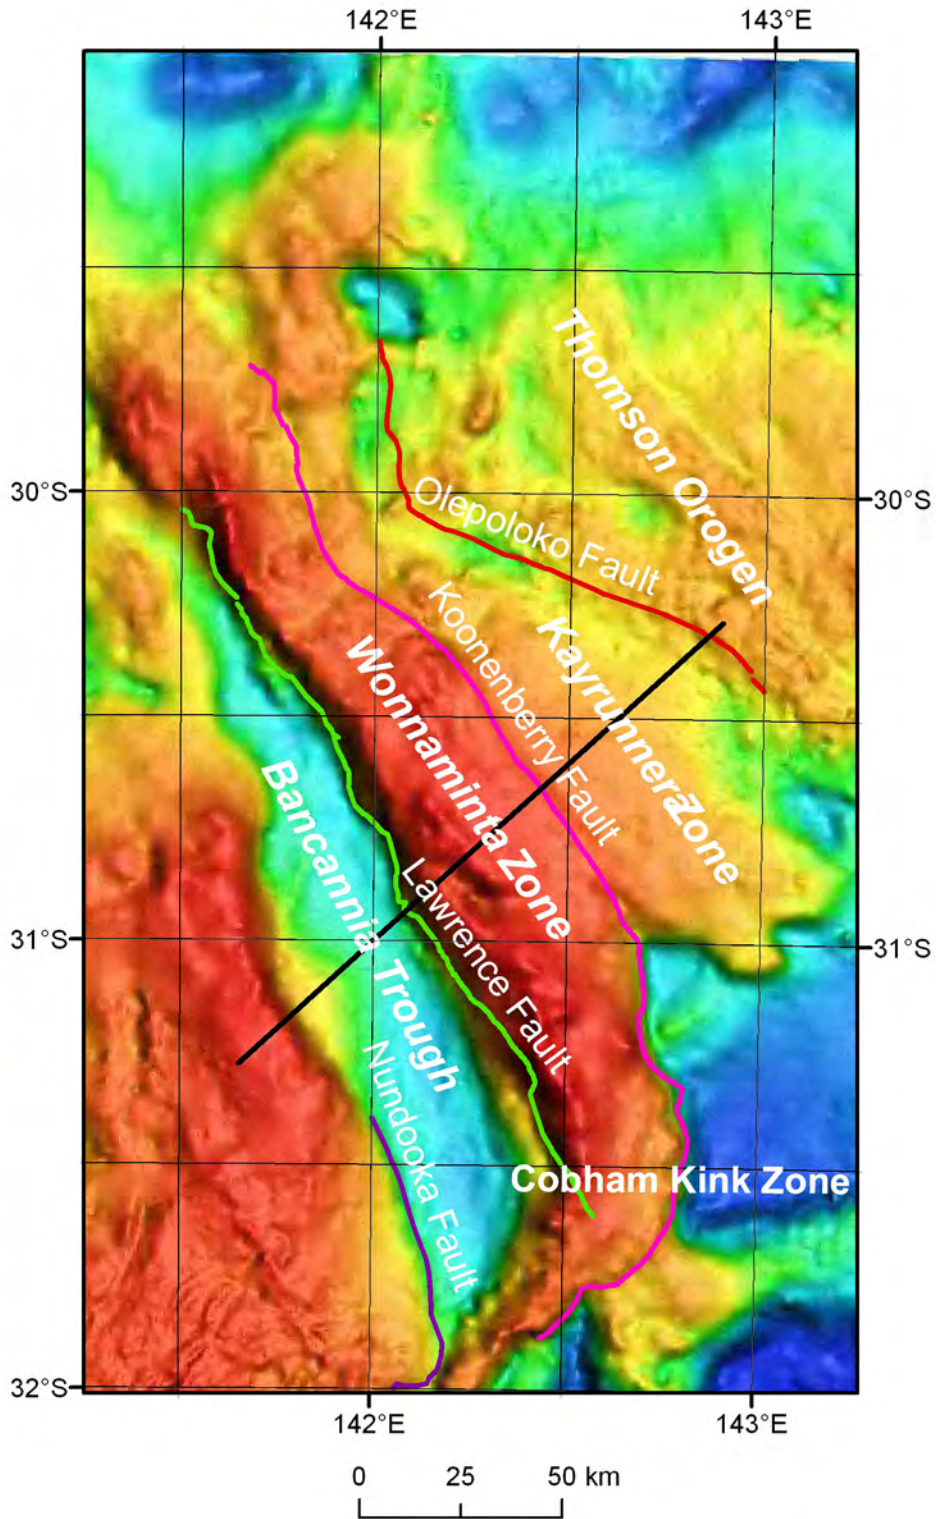 142°E
143°E
Thomson Orogen
30°S
30°S
Olepoloko Fault
Koonenberry Fault
Kayrunnera Zone
Wonnaminta Zone
Bancannia Trough
Lawrence Fault
31°S
31°S
Nundooka Fault
Cobham Kink Zone
32°S
142°E
143°E
0 25 50 km